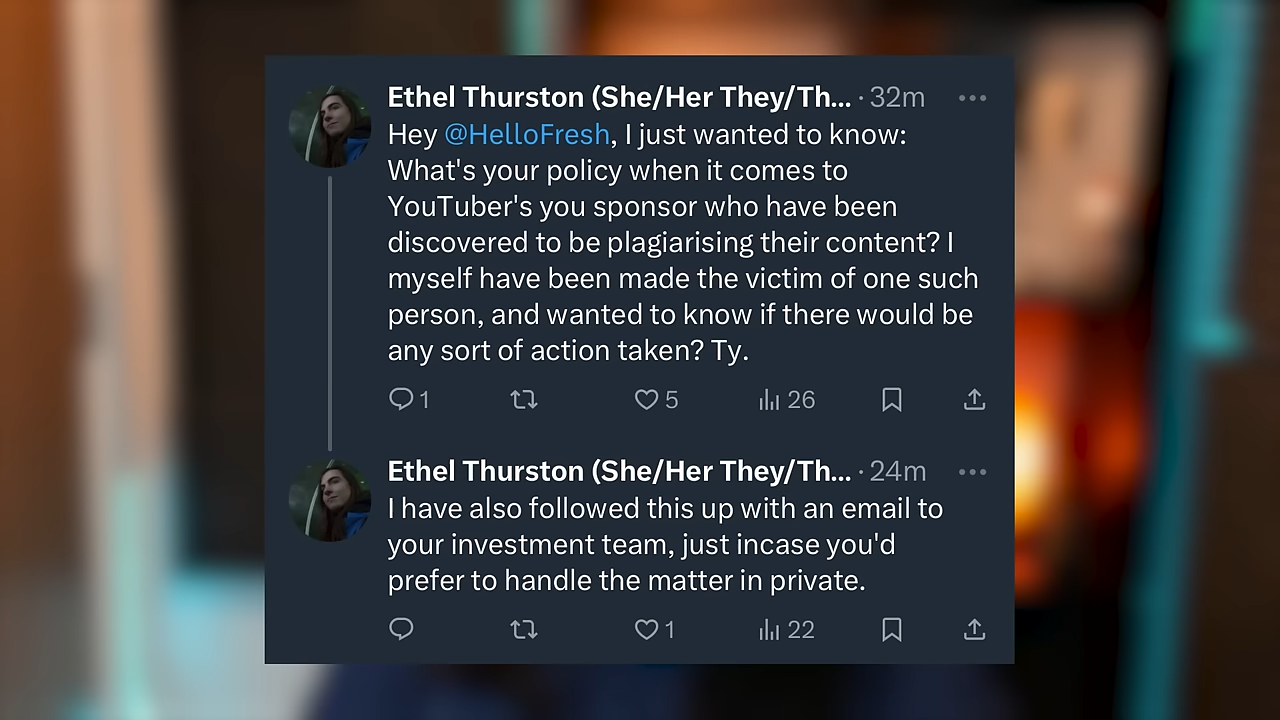 Ethel Thurston (She/Her They/Th... · 32m
Hey @HelloFresh, I just wanted to know:
What's your policy when it comes to
YouTuber's you sponsor who have been
discovered to be plagiarising their content? I
myself have been made the victim of one such
person, and wanted to know if there would be
any sort of action taken? Ty.
1 5 26
Ethel Thurston (She/Her They/Th... · 24m
I have also followed this up with an email to
your investment team, just incase you'd
prefer to handle the matter in private.
1 22